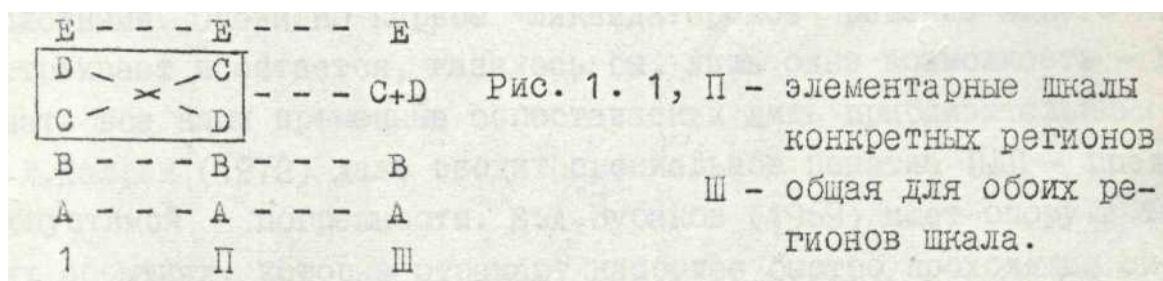 E - - - E - - - E
D C
- - - C+D
C D
B - - - B - - - B
A - - - A - - - A
1 П Ш
Рис. 1. 1, П - элементарные шкалы
конкретных регионов
Ш - общая для обоих ре-
гионов шкала.